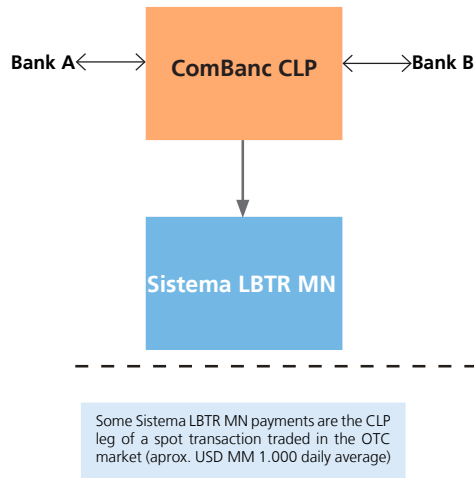 Bank A
ComBanc CLP
Bank B
Sistema LBTR MN
Some Sistema LBTR MN payments are the CLP
leg of a spot transaction traded in the OTC
market (aprox. USD MM 1.000 daily average)